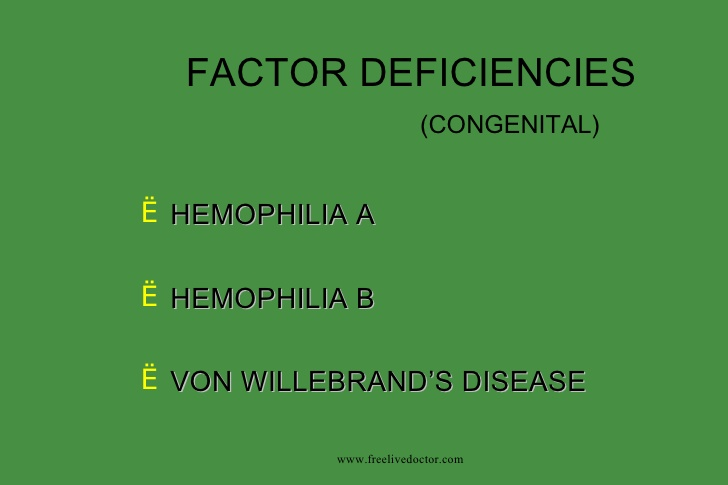 FACTOR DEFICIENCIES
(CONGENITAL)
Ë HEMOPHILIA A
Ë HEMOPHILIA B
Ë VON WILLEBRAND’S DISEASE
www.freelivedoctor.com